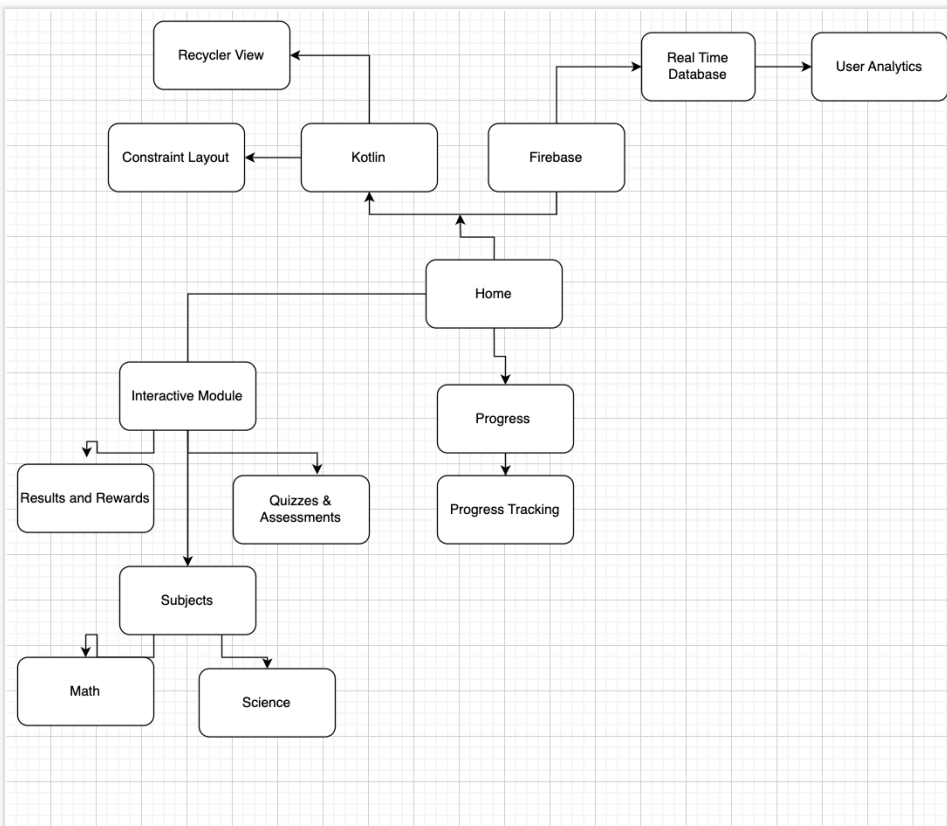 Recycler View
Real Time
Database
User Analytics
Constraint Layout
Kotlin
Firebase
Home
Interactive Module
Progress
Results and Rewards
Quizzes &
Assessments
Progress Tracking
Subjects
Math
Science